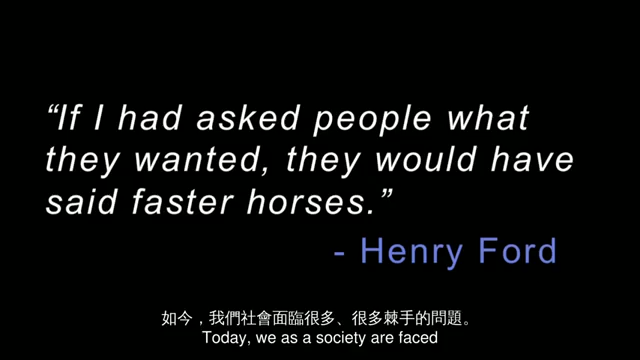 “If I had asked people what
they wanted, they would have
said faster horses.”
- Henry Ford
如今，我們社會面臨很多、很多棘手的問題。
Today, we as a society are faced